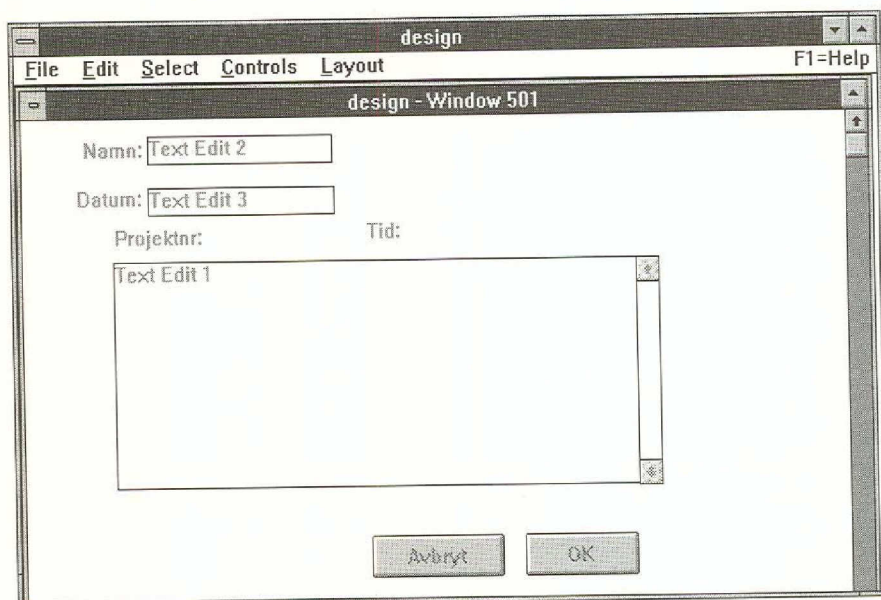 design
File Edit Select Controls Layout F1=Help
design - Window 501
Namn: Text Edit 2
Datum: Text Edit 3
Projektnr: Tid:
Text Edit 1
Avbryt OK